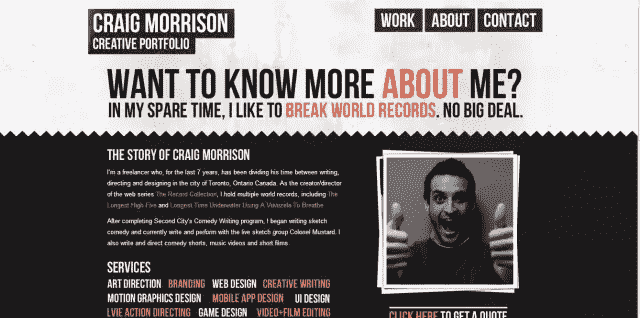 CRAIG MORRISON
CREATIVE PORTFOLIO
WORK ABOUT CONTACT
WANT TO KNOW MORE ABOUT ME?
IN MY SPARE TIME, I LIKE TO BREAK WORLD RECORDS. NO BIG DEAL.
THE STORY OF CRAIG MORRISON
I'm a freelancer who, for the last 7 years, has been dividing his time between writing,
directing and designing in the city of Toronto, Ontario Canada. As the creator/director
of the web series The Record Collection, I hold multiple world records, including The
Longest High-Five and Longest Time Underwater Using A Vuvuzela To Breathe
After completing Second City's Comedy Writing program, I began writing sketch
comedy and currently write and perform with the live sketch group Colonel Mustard. I
also write and direct comedy shorts, music videos and short films
SERVICES
ART DIRECTION BRANDING WEB DESIGN CREATIVE WRITING
MOTION GRAPHICS DESIGN MOBILE APP DESIGN UI DESIGN
LVIE ACTION DIRECTING GAME DESIGN VIDEO+FILM EDITING
CLICK HERE TO GET A QUOTE